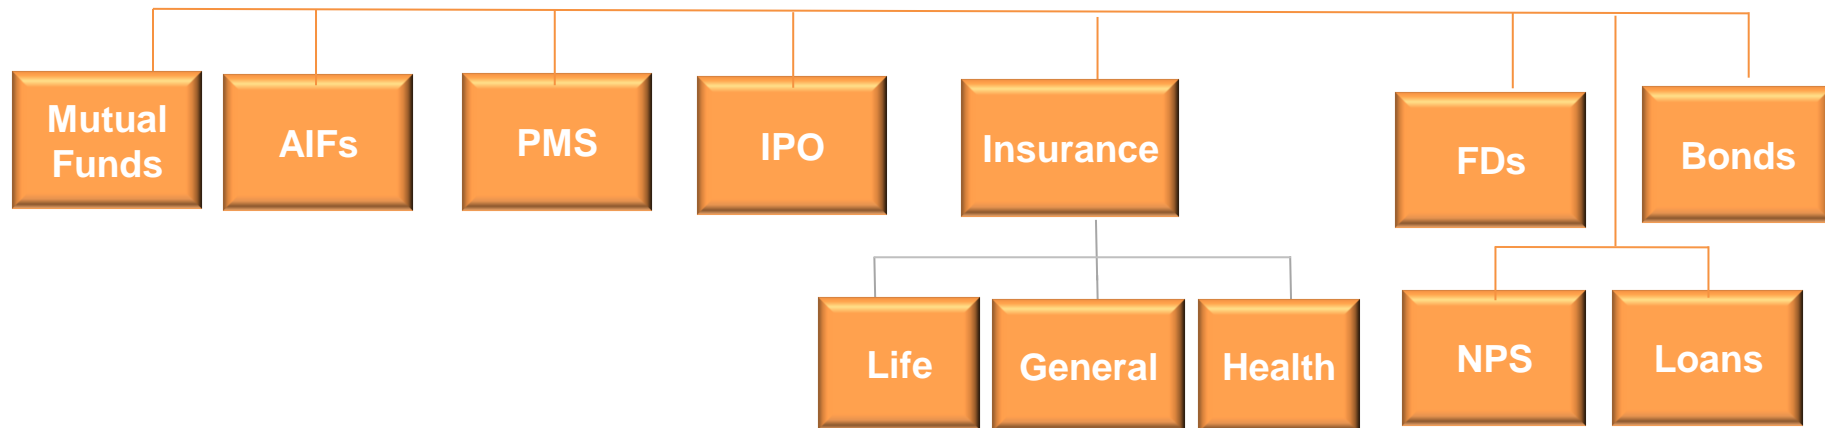 Mutual
Funds
AIFs
PMS
IPO
Insurance
FDs
Bonds
Life
General
Health
NPS
Loans